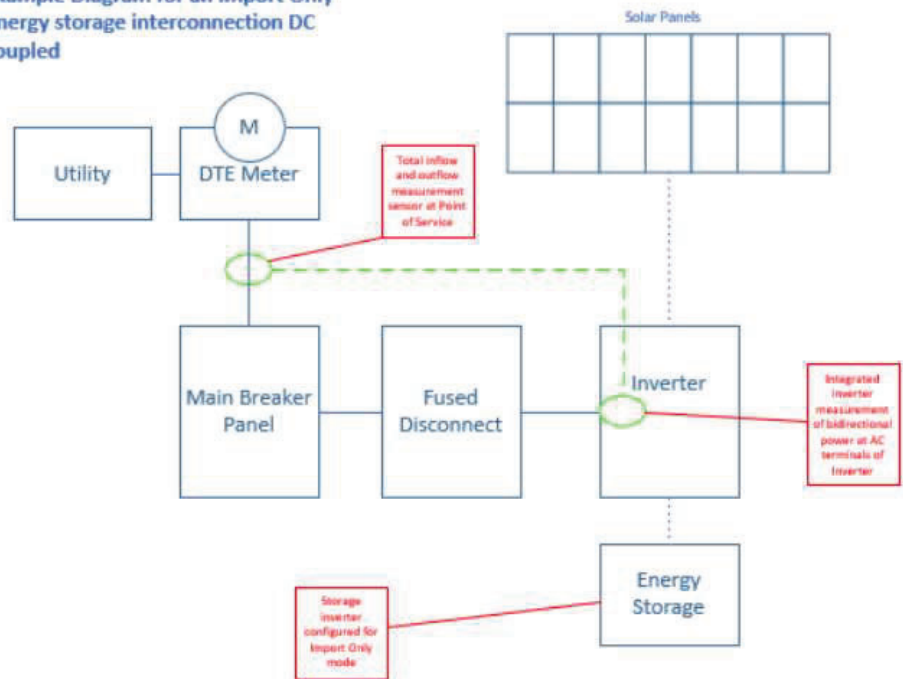 nergy storage interconnection DC
oupled
Solar Panels
M
Utility
DTE Meter
Total inflow
and outflow
measurement
sensor at Point
of Service
Main Breaker
Panel
Fused
Disconnect
Inverter
Integrated
Inverter
measurement
of bidirectional
power at AC
terminals of
Inverter
Energy
Storage
Storage
inverter
configured for
Import Only
mode